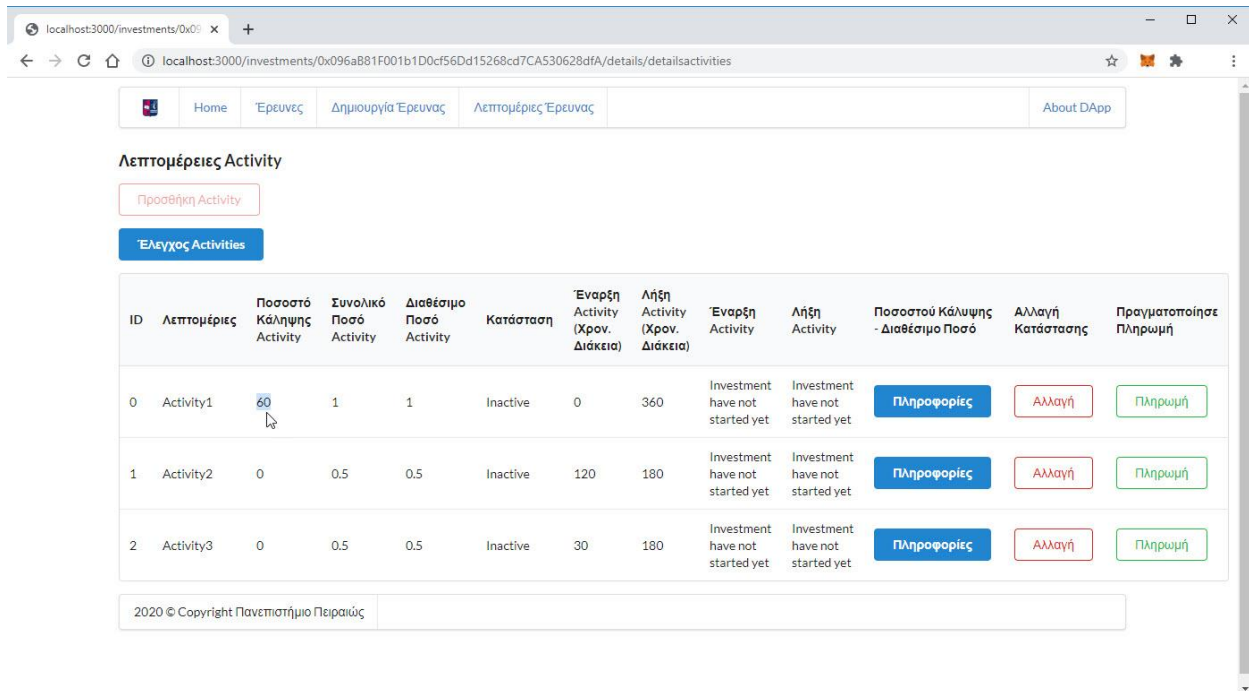 localhost:3000/investments/0x09
localhost:3000/investments/0x096aB81F001b1D0cf56Dd15268cd7CA530628dfA/details/detailsactivities
Home Έρευνες Δημιουργία Έρευνας Λεπτομέριες Έρευνας About DApp
Λεπτομέρειες Activity
Προσθήκη Activity
Έλεγχος Activities
ID Λεπτομέριες Ποσοστό Κάληψης Activity Συνολικό Ποσό Activity Διαθέσιμο Ποσό Activity Κατάσταση Έναρξη Activity (Χρον. Διάκεια) Λήξη Activity (Χρον. Διάκεια) Έναρξη Activity Λήξη Activity Ποσοστού Κάλυψης - Διαθέσιμο Ποσό Αλλαγή Κατάστασης Πραγματοποίησε Πληρωμή
0 Activity1 60 1 1 Inactive 0 360 Investment have not started yet Investment have not started yet Πληροφορίες Αλλαγή Πληρωμή
1 Activity2 0 0.5 0.5 Inactive 120 180 Investment have not started yet Investment have not started yet Πληροφορίες Αλλαγή Πληρωμή
2 Activity3 0 0.5 0.5 Inactive 30 180 Investment have not started yet Investment have not started yet Πληροφορίες Αλλαγή Πληρωμή
2020 © Copyright Πανεπιστήμιο Πειραιώς